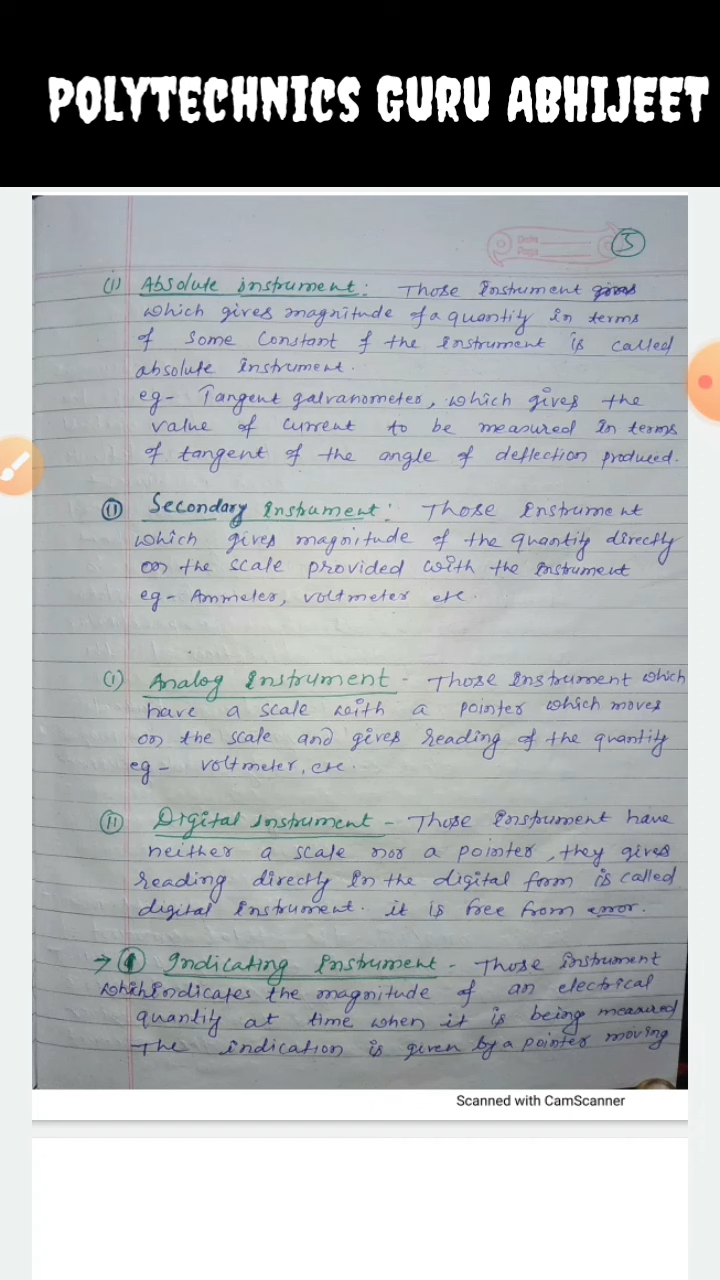 POLYTECHNICS GURU ABHIJEET
Date
Page
5
(i) Absolute instrument: Those Instrument gives
which gives magnitude of a quantity in terms
of some Constant of the instrument is called
absolute instrument.
eg- Tangent galvanometer, which gives the
value of current to be measured in terms
of tangent of the angle of deflection produced.
(ii) Secondary instrument: Those instrument
which gives magnitude of the quantity directly
on the scale provided with the instrument
eg- Ammeter, voltmeter etc.
(i) Analog instrument - Those instrument which
have a scale with a pointer which moves
on the scale and gives reading of the quantity
eg- voltmeter, etc.
(ii) Digital instrument - Those instrument have
neither a scale nor a pointer, they gives
reading directly in the digital form is called
digital instrument. it is free from error.
→ (1) Indicating instrument - Those instrument
which indicates the magnitude of an electrical
quantity at time when it is being measured
The indication is given by a pointer moving
Scanned with CamScanner